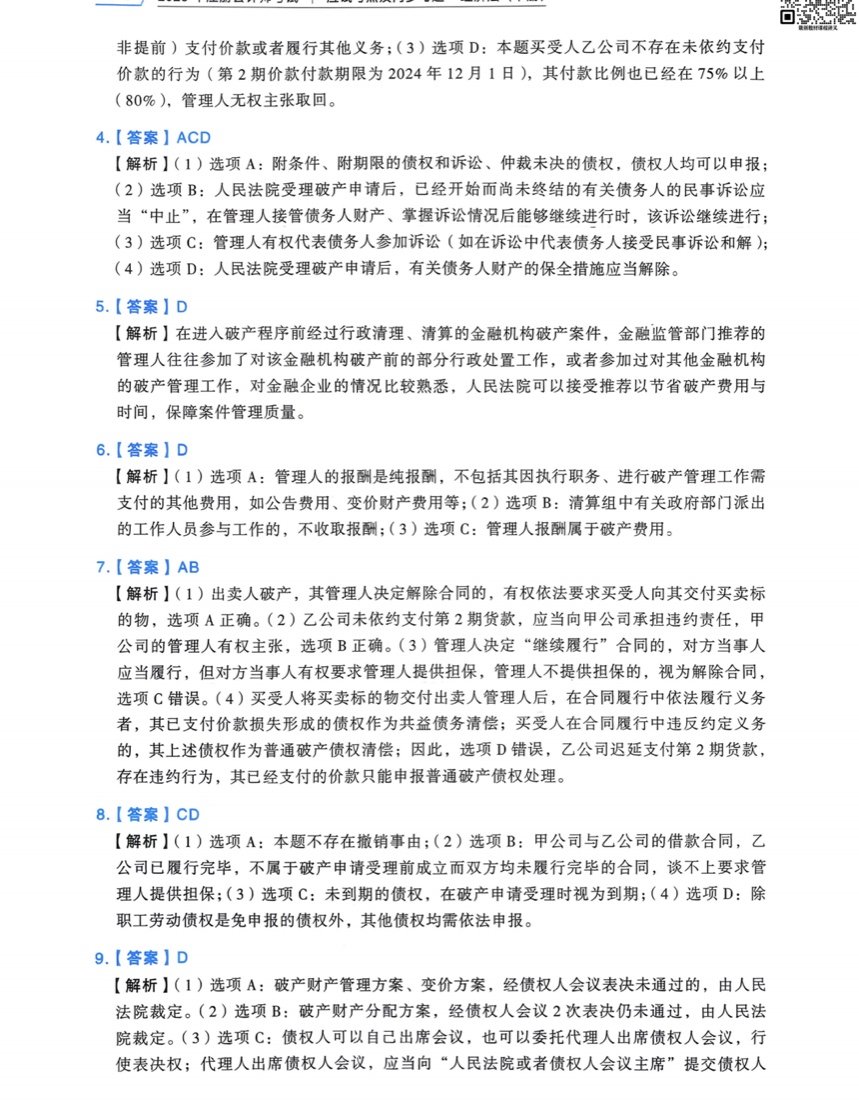 非提前）支付价款或者履行其他义务；（3）选项 D：本题买受人乙公司不存在未依约支付
价款的行为（第 2 期价款付款期限为 2024 年 12 月 1 日），其付款比例也已经在 75% 以上
（80%），管理人无权主张取回。
4.【答案】ACD
【解析】（1）选项 A：附条件、附期限的债权和诉讼、仲裁未决的债权，债权人均可以申报；
（2）选项 B：人民法院受理破产申请后，已经开始而尚未终结的有关债务人的民事诉讼应
当“中止”，在管理人接管债务人财产、掌握诉讼情况后能够继续进行时，该诉讼继续进行；
（3）选项 C：管理人有权代表债务人参加诉讼（如在诉讼中代表债务人接受民事诉讼和解）；
（4）选项 D：人民法院受理破产申请后，有关债务人财产的保全措施应当解除。
5.【答案】D
【解析】在进入破产程序前经过行政清理、清算的金融机构破产案件，金融监管部门推荐的
管理人往往参加了对该金融机构破产前的部分行政处置工作，或者参加过对其他金融机构
的破产管理工作，对金融企业的情况比较熟悉，人民法院可以接受推荐以节省破产费用与
时间，保障案件管理质量。
6.【答案】D
【解析】（1）选项 A：管理人的报酬是纯报酬，不包括其因执行职务、进行破产管理工作需
支付的其他费用，如公告费用、变价财产费用等；（2）选项 B：清算组中有关政府部门派出
的工作人员参与工作的，不收取报酬；（3）选项 C：管理人报酬属于破产费用。
7.【答案】AB
【解析】（1）出卖人破产，其管理人决定解除合同的，有权依法要求买受人向其交付买卖标
的物，选项 A 正确。（2）乙公司未依约支付第 2 期货款，应当向甲公司承担违约责任，甲
公司的管理人有权主张，选项 B 正确。（3）管理人决定“继续履行”合同的，对方当事人
应当履行，但对方当事人有权要求管理人提供担保，管理人不提供担保的，视为解除合同，
选项 C 错误。（4）买受人将买卖标的物交付出卖人管理人后，在合同履行中依法履行义务
者，其已支付价款损失形成的债权作为共益债务清偿；买受人在合同履行中违反约定义务
的，其上述债权作为普通破产债权清偿；因此，选项 D 错误，乙公司迟延支付第 2 期货款，
存在违约行为，其已经支付的价款只能申报普通破产债权处理。
8.【答案】CD
【解析】（1）选项 A：本题不存在撤销事由；（2）选项 B：甲公司与乙公司的借款合同，乙
公司已履行完毕，不属于破产申请受理前成立而双方均未履行完毕的合同，谈不上要求管
理人提供担保；（3）选项 C：未到期的债权，在破产申请受理时视为到期；（4）选项 D：除
职工劳动债权是免申报的债权外，其他债权均需依法申报。
9.【答案】D
【解析】（1）选项 A：破产财产管理方案、变价方案，经债权人会议表决未通过的，由人民
法院裁定。（2）选项 B：破产财产分配方案，经债权人会议 2 次表决仍未通过，由人民法
院裁定。（3）选项 C：债权人可以自己出席会议，也可以委托代理人出席债权人会议，行
使表决权；代理人出席债权人会议，应当向“人民法院或者债权人会议主席”提交债权人